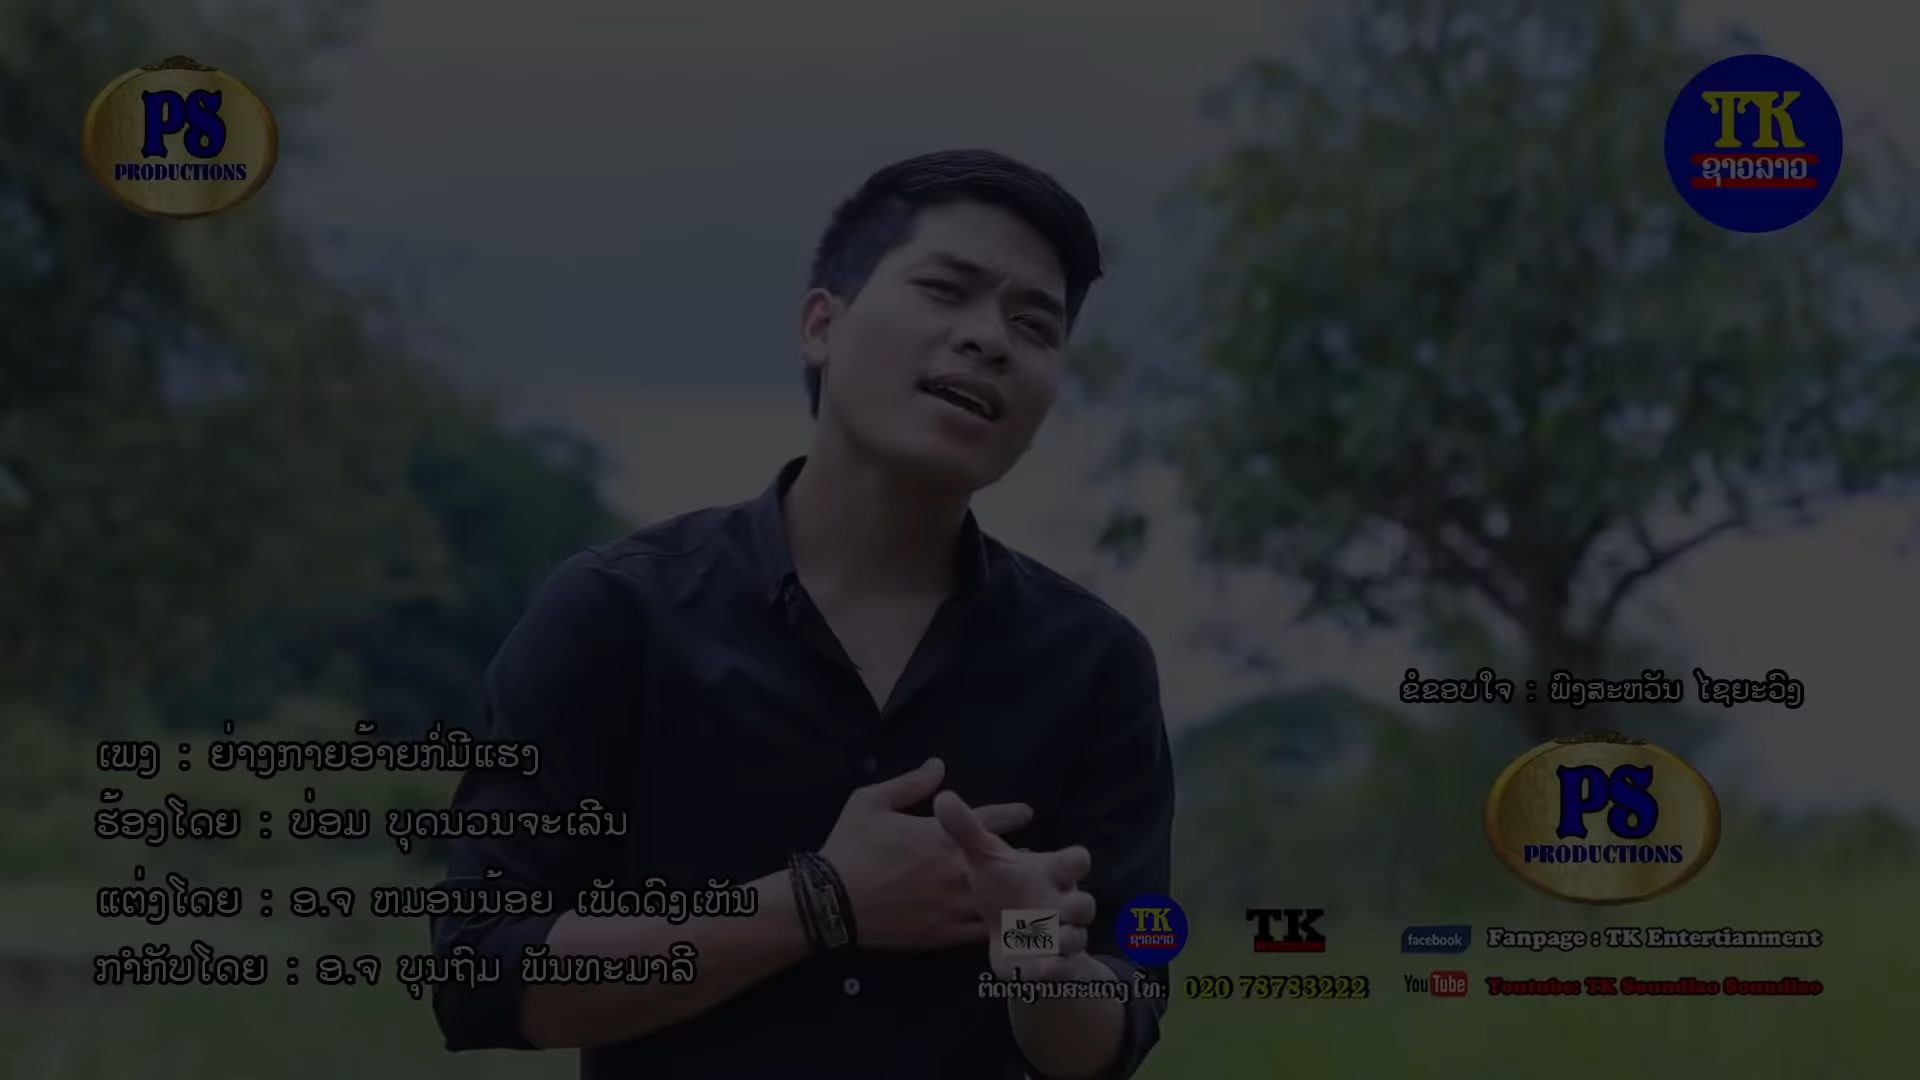 PS
PRODUCTIONS
TK
ຊາວລາວ
ຂໍຂອບໃຈ : ພົງສະຫວັນ ໄຊຍະວົງ
PS
PRODUCTIONS
ເພງ : ຍ່າງກາຍອ້າຍກໍ່ມີແຮງ
ຮ້ອງໂດຍ : ບ່ອມ ບຸດນວນຈະເລີນ
ແຕ່ງໂດຍ : ອ.ຈ ຫມອນນ້ອຍ ເພັດດົງເຫັນ
ກຳກັບໂດຍ : ອ.ຈ ບຸນຖົມ ພັນທະມາລີ
TK
ຊາວລາວ
TK
ຕິດຕໍ່ງານສະແດງ ໂທ: 020 78783222
facebook Fanpage : TK Entertianment
YouTube Youtube: TK Soundlao Soundlao